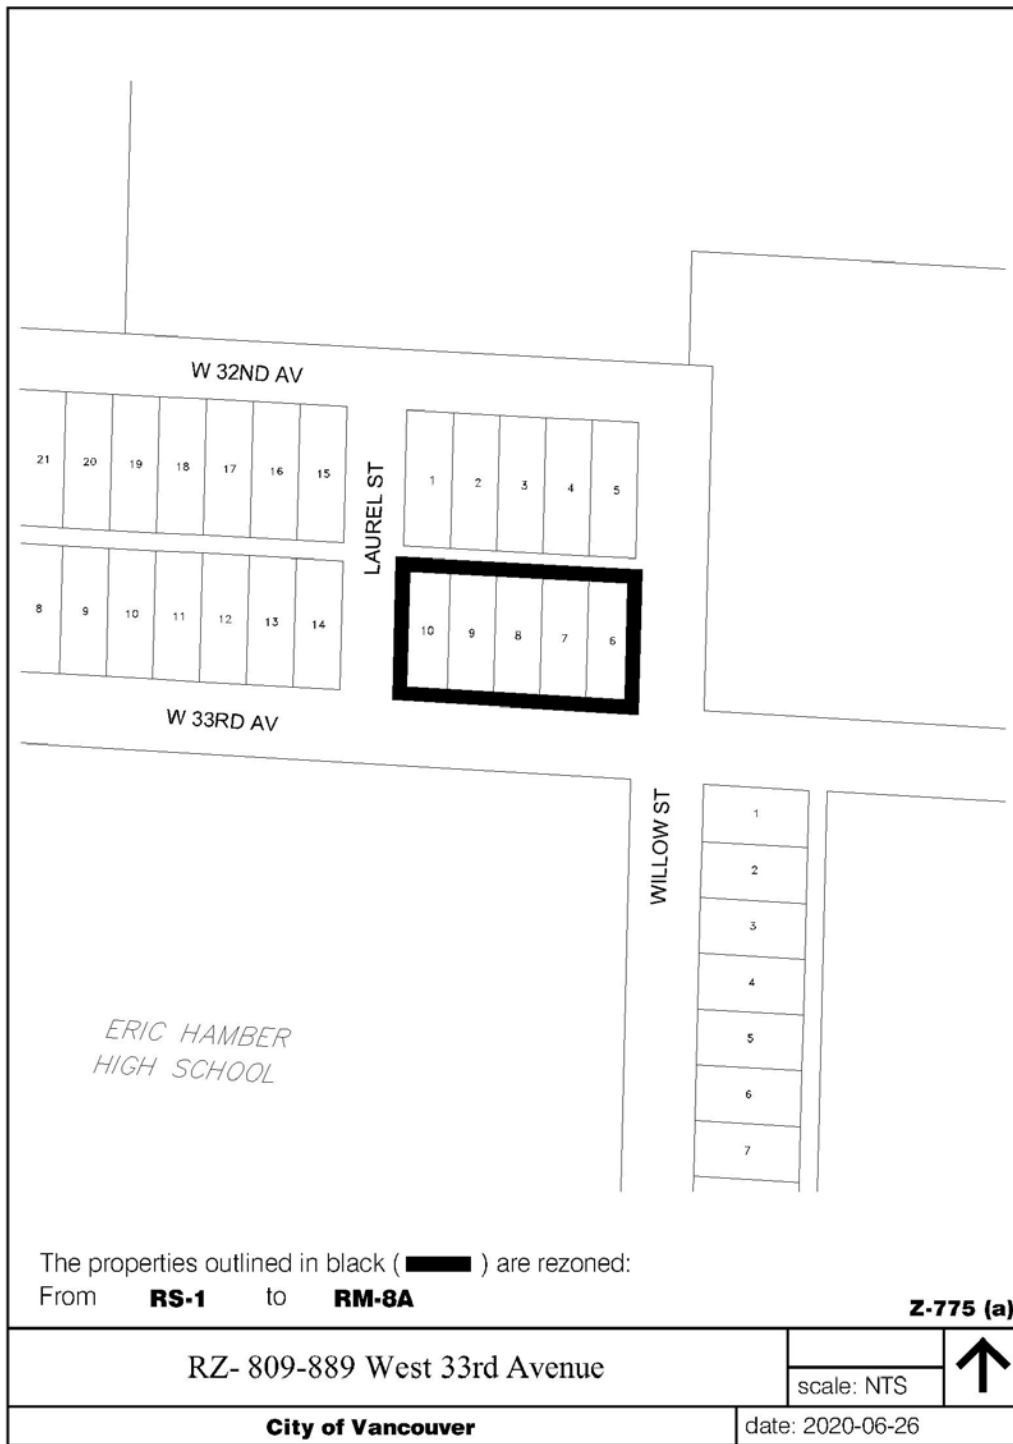 W 32ND AV
21 20 19 18 17 16 15
1 2 3 4 5
LAUREL ST
8 9 10 11 12 13 14
10 9 8 7 6
W 33RD AV
WILLOW ST
1
2
3
4
5
6
7
ERIC HAMBER
HIGH SCHOOL
The properties outlined in black ( ) are rezoned:
From RS-1 to RM-8A
Z-775 (a)
RZ- 809-889 West 33rd Avenue
scale: NTS
City of Vancouver
date: 2020-06-26